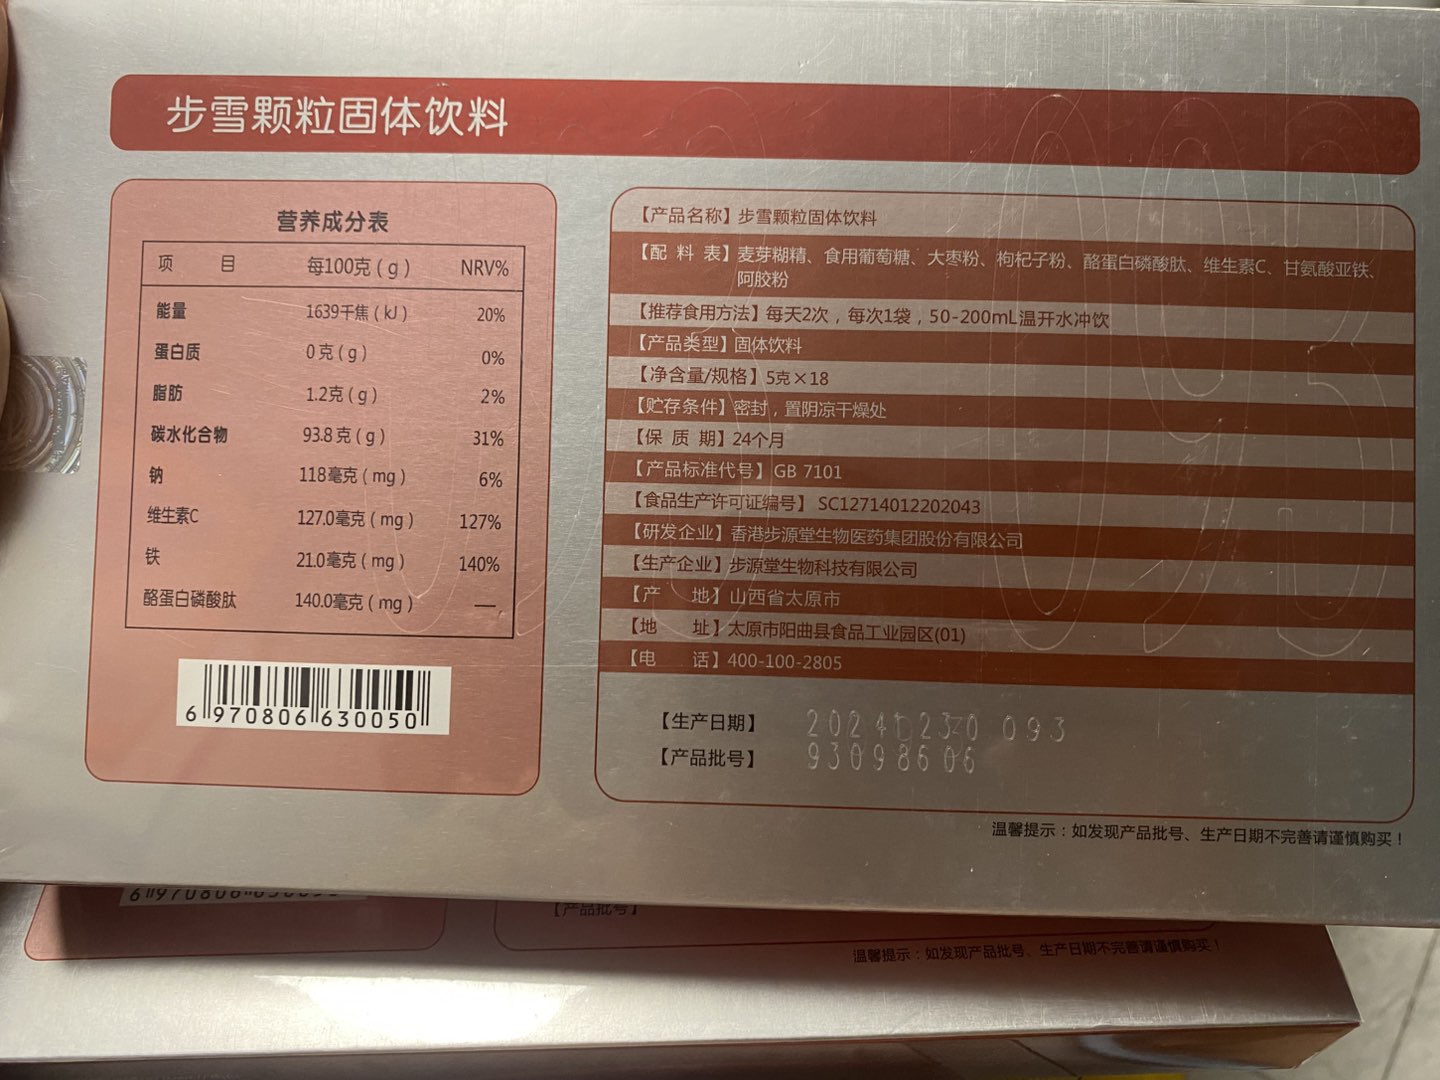 步雪颗粒固体饮料
营养成分表
项 目 每100克(g) NRV%
能量 1639千焦(kJ) 20%
蛋白质 0克(g) 0%
脂肪 1.2克(g) 2%
碳水化合物 93.8克(g) 31%
钠 118毫克(mg) 6%
维生素C 127.0毫克(mg) 127%
铁 21.0毫克(mg) 140%
酪蛋白磷酸肽 140.0毫克(mg) —
6 970806 630050
【产品名称】步雪颗粒固体饮料
【配 料 表】麦芽糊精、食用葡萄糖、大枣粉、枸杞子粉、酪蛋白磷酸肽、维生素C、甘氨酸亚铁、
阿胶粉
【推荐食用方法】每天2次，每次1袋，50-200mL温开水冲饮
【产品类型】固体饮料
【净含量/规格】5克×18
【贮存条件】密封，置阴凉干燥处
【保 质 期】24个月
【产品标准代号】GB 7101
【食品生产许可证编号】 SC12714012202043
【研发企业】香港步源堂生物医药集团股份有限公司
【生产企业】步源堂生物科技有限公司
【产 地】山西省太原市
【地 址】太原市阳曲县食品工业园区(01)
【电 话】400-100-2805
【生产日期】 093
【产品批号】 93098606
温馨提示：如发现产品批号、生产日期不完善请谨慎购买！
【产品批号】
温馨提示：如发现产品批号、生产日期不完善请谨慎购买！